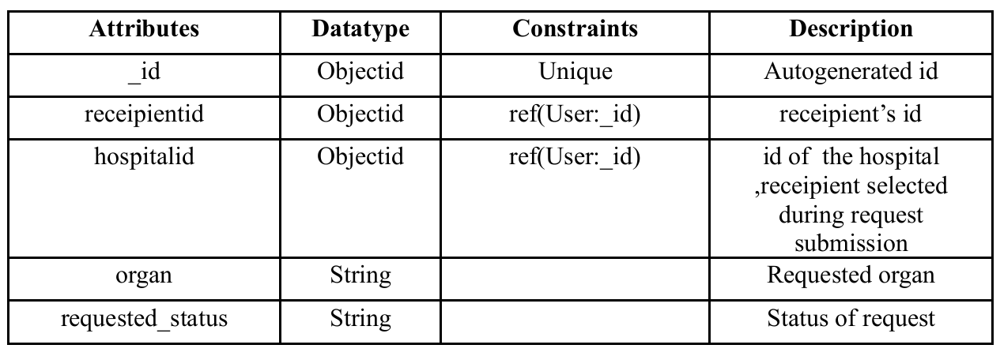 Attributes Datatype Constraints Description
_id Objectid Unique Autogenerated id
receipientid Objectid ref(User:_id) receipient’s id
hospitalid Objectid ref(User:_id) id of the hospital
,receipient selected
during request
submission
organ String Requested organ
requested_status String Status of request